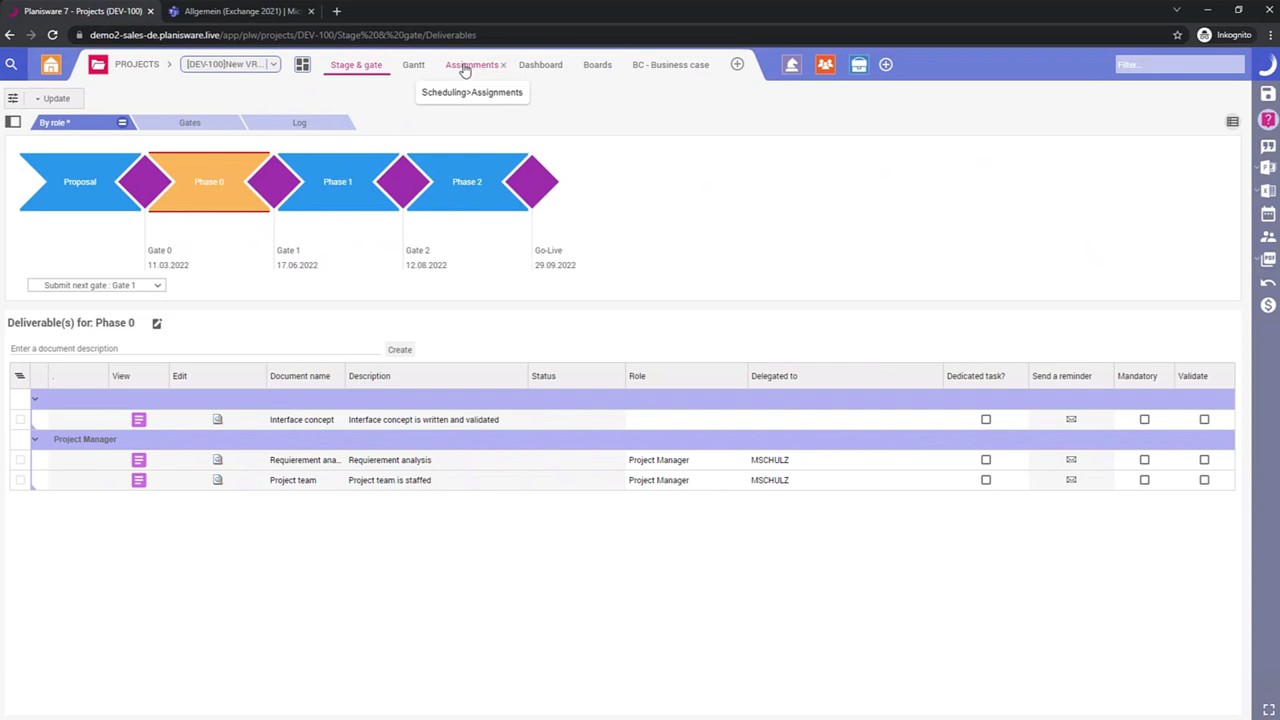 Planisware 7 - Projects (DEV-100)
Allgemein (Exchange 2021) | Mic
demo2-sales-de.planisware.live/app/plw/projects/DEV-100/Stage%20&%20gate/Deliverables
Inkognito
PROJECTS
[DEV-100]New VR...
Stage & gate
Gantt
Assignments
Dashboard
Boards
BC - Business case
Filter...
Scheduling>Assignments
Update
By role *
Gates
Log
Proposal
Phase 0
Phase 1
Phase 2
Gate 0
Gate 1
Gate 2
Go-Live
11.03.2022
17.06.2022
12.08.2022
29.09.2022
Submit next gate : Gate 1
Deliverable(s) for: Phase 0
Enter a document description
Create
. View Edit Document name Description Status Role Delegated to Dedicated task? Send a reminder Mandatory Validate
Interface concept Interface concept is written and validated
Project Manager
Requierement ana... Requierement analysis Project Manager MSCHULZ
Project team Project team is staffed Project Manager MSCHULZ